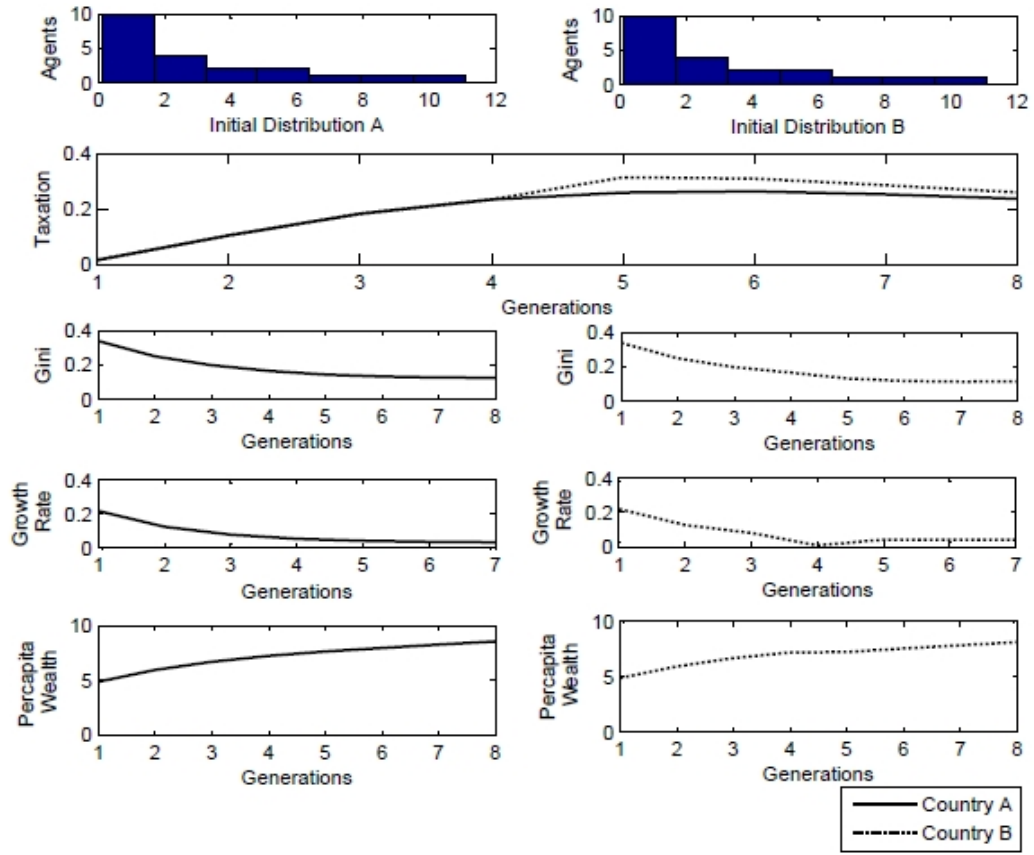 10
5
0
Agents
0 2 4 6 8 10 12
Initial Distribution A
10
5
0
Agents
0 2 4 6 8 10 12
Initial Distribution B
0.4
0.2
0
Taxation
1 2 3 4 5 6 7 8
Generations
0.4
0.2
0
Gini
1 2 3 4 5 6 7 8
Generations
0.4
0.2
0
Gini
1 2 3 4 5 6 7 8
Generations
0.4
0.2
0
Growth
Rate
1 2 3 4 5 6 7
Generations
0.4
0.2
0
Growth
Rate
1 2 3 4 5 6 7
Generations
10
5
0
Percapita
Wealth
1 2 3 4 5 6 7 8
Generations
10
5
0
Percapita
Wealth
1 2 3 4 5 6 7 8
Generations
Country A
Country B